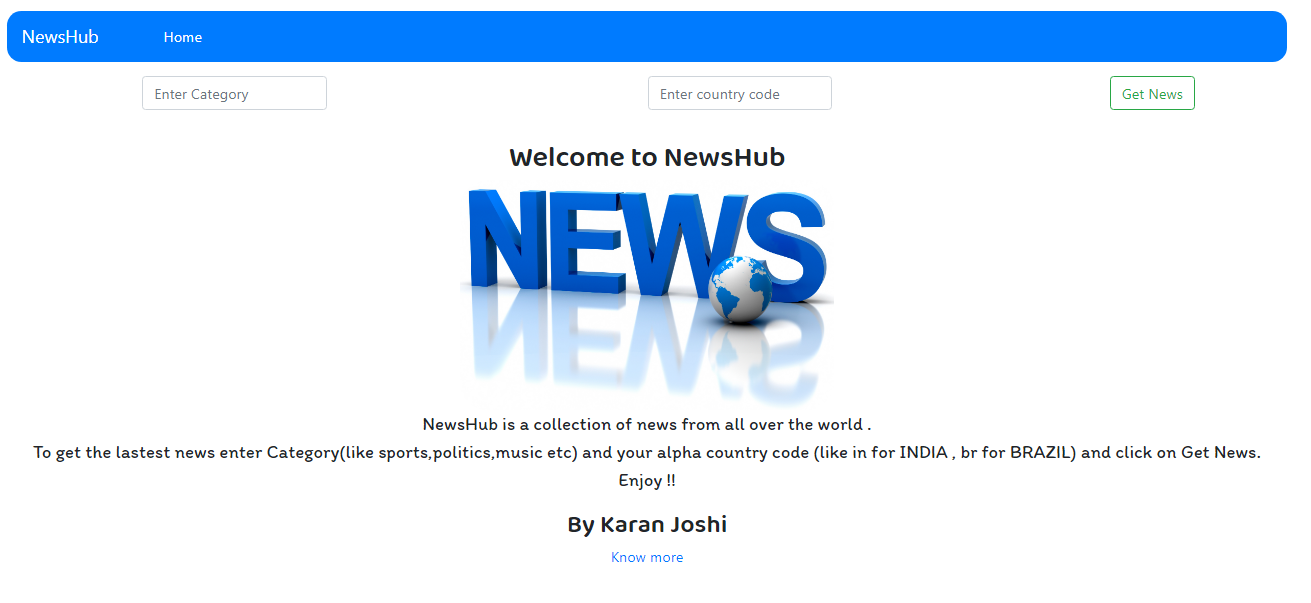 NewsHub Home
Enter Category Enter country code Get News
Welcome to NewsHub
NEWS
NewsHub is a collection of news from all over the world .
To get the lastest news enter Category(like sports,politics,music etc) and your alpha country code (like in for INDIA , br for BRAZIL) and click on Get News.
Enjoy !!
By Karan Joshi
Know more